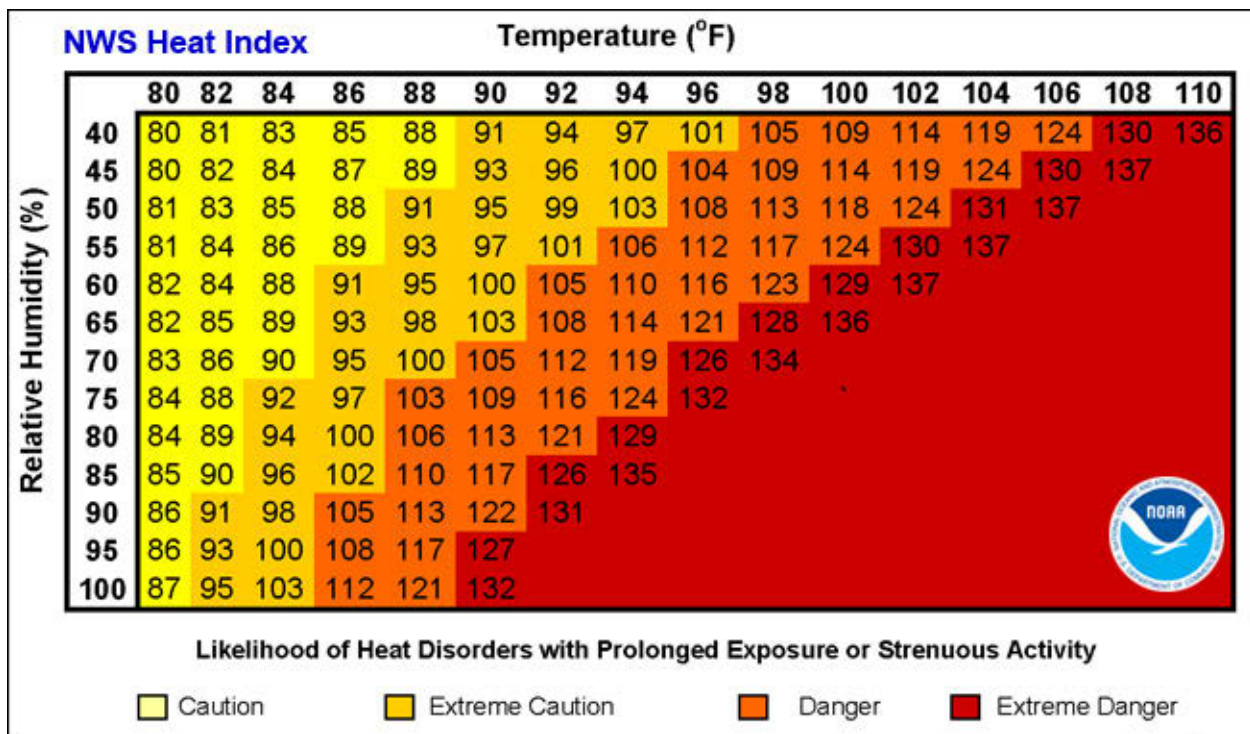 NWS Heat Index
Temperature (°F)
80 82 84 86 88 90 92 94 96 98 100 102 104 106 108 110
Relative Humidity (%)
40 80 81 83 85 88 91 94 97 101 105 109 114 119 124 130 136
45 80 82 84 87 89 93 96 100 104 109 114 119 124 130 137
50 81 83 85 88 91 95 99 103 108 113 118 124 131 137
55 81 84 86 89 93 97 101 106 112 117 124 130 137
60 82 84 88 91 95 100 105 110 116 123 129 137
65 82 85 89 93 98 103 108 114 121 128 136
70 83 86 90 95 100 105 112 119 126 134
75 84 88 92 97 103 109 116 124 132
80 84 89 94 100 106 113 121 129
85 85 90 96 102 110 117 126 135
90 86 91 98 105 113 122 131
95 86 93 100 108 117 127
100 87 95 103 112 121 132
NOAA
Likelihood of Heat Disorders with Prolonged Exposure or Strenuous Activity
Caution Extreme Caution Danger Extreme Danger